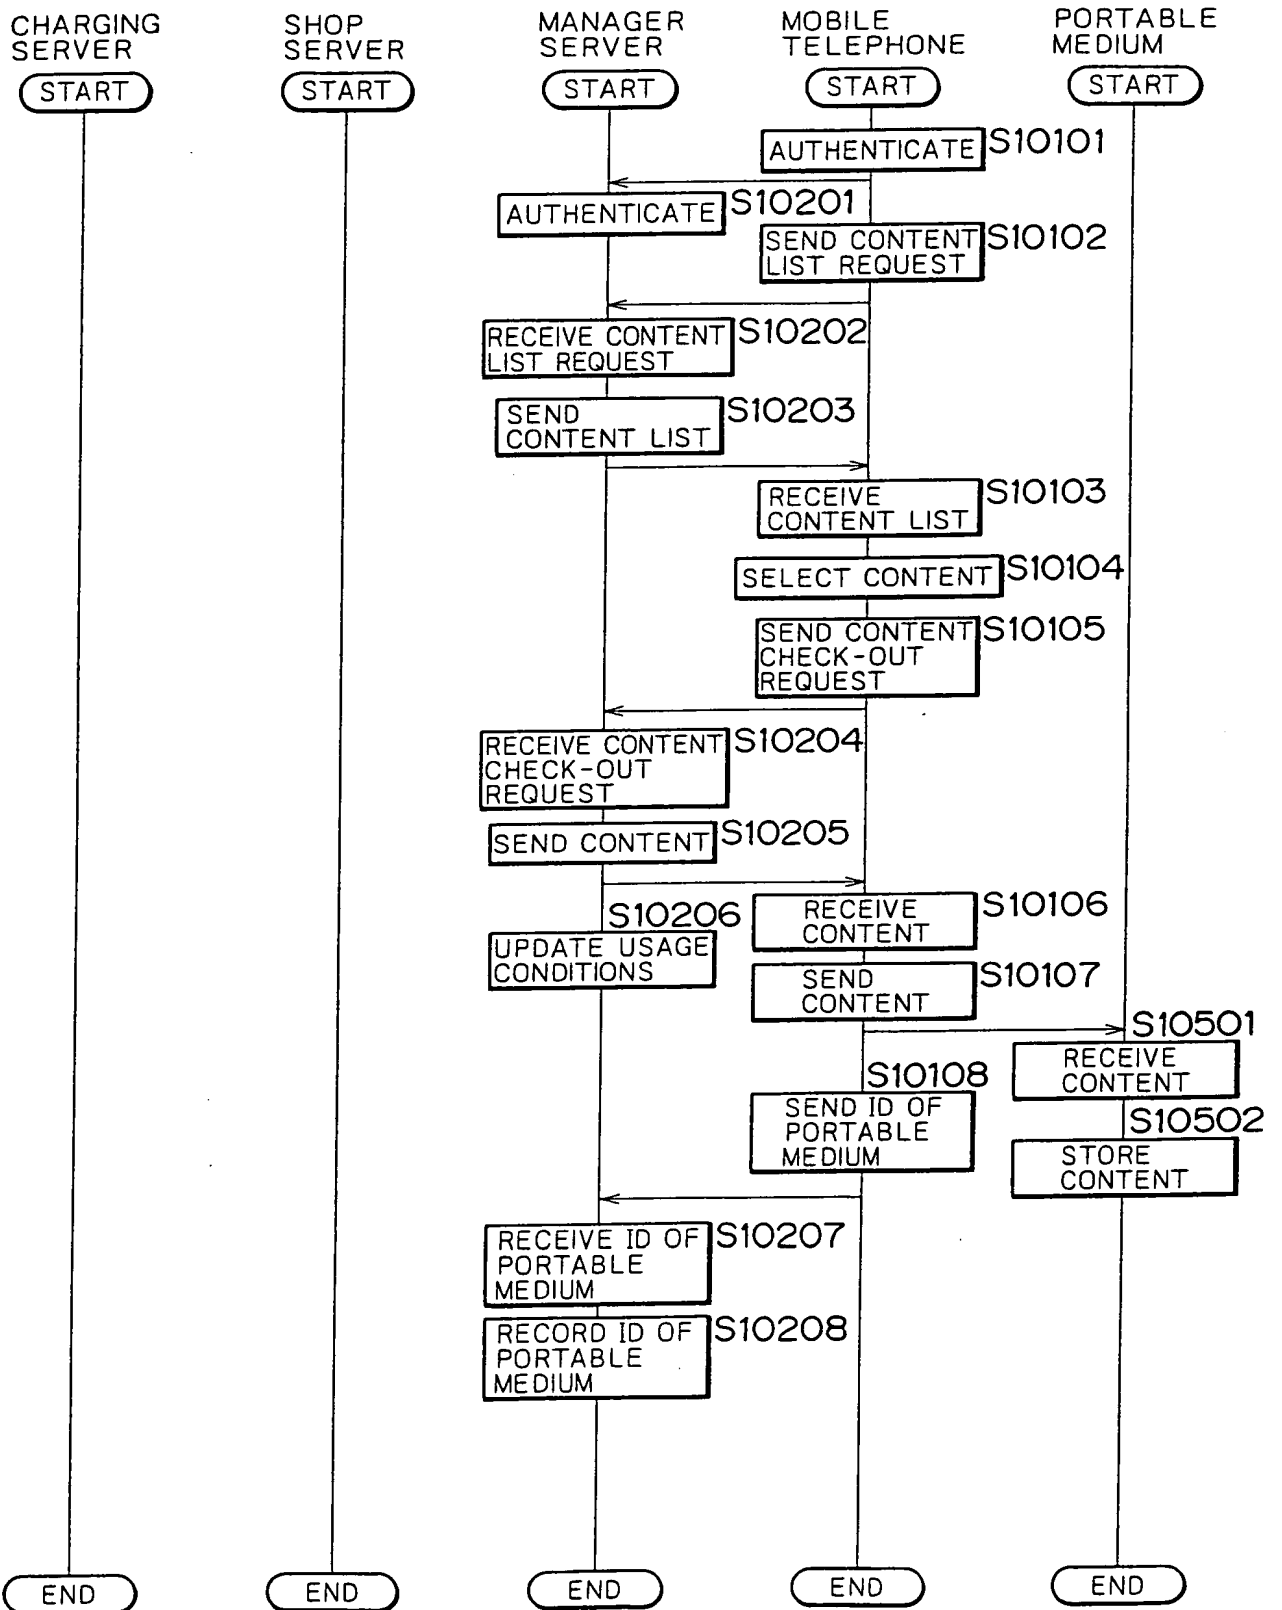 CHARGING
SERVER
SHOP
SERVER
MANAGER
SERVER
MOBILE
TELEPHONE
PORTABLE
MEDIUM
START
START
START
START
START
AUTHENTICATE
S10101
AUTHENTICATE
S10201
SEND CONTENT
LIST REQUEST
S10102
RECEIVE CONTENT
LIST REQUEST
S10202
SEND
CONTENT LIST
S10203
RECEIVE
CONTENT LIST
S10103
SELECT CONTENT
S10104
SEND CONTENT
CHECK-OUT
REQUEST
S10105
RECEIVE CONTENT
CHECK-OUT
REQUEST
S10204
SEND CONTENT
S10205
RECEIVE
CONTENT
S10106
S10206
UPDATE USAGE
CONDITIONS
SEND
CONTENT
S10107
S10501
RECEIVE
CONTENT
S10108
SEND ID OF
PORTABLE
MEDIUM
S10502
STORE
CONTENT
RECEIVE ID OF
PORTABLE
MEDIUM
S10207
RECORD ID OF
PORTABLE
MEDIUM
S10208
END
END
END
END
END